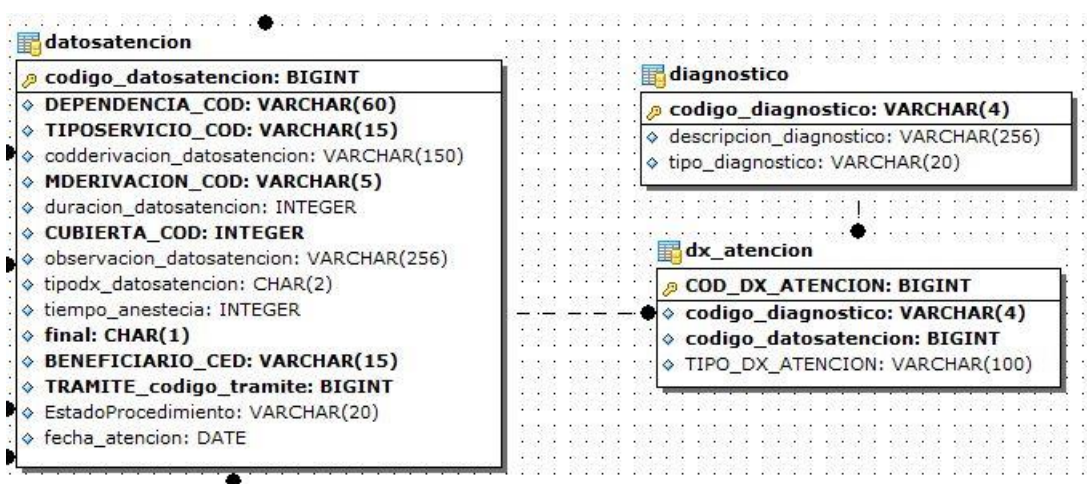 datosatencion
codigo_datosatencion: BIGINT
DEPENDENCIA_COD: VARCHAR(60)
TIPOSERVICIO_COD: VARCHAR(15)
codderivacion_datosatencion: VARCHAR(150)
MDERIVACION_COD: VARCHAR(5)
duracion_datosatencion: INTEGER
CUBIERTA_COD: INTEGER
observacion_datosatencion: VARCHAR(256)
tipodx_datosatencion: CHAR(2)
tiempo_anestecia: INTEGER
final: CHAR(1)
BENEFICIARIO_CED: VARCHAR(15)
TRAMITE_codigo_tramite: BIGINT
EstadoProcedimiento: VARCHAR(20)
fecha_atencion: DATE
diagnostico
codigo_diagnostico: VARCHAR(4)
descripcion_diagnostico: VARCHAR(256)
tipo_diagnostico: VARCHAR(20)
dx_atencion
COD_DX_ATENCION: BIGINT
codigo_diagnostico: VARCHAR(4)
codigo_datosatencion: BIGINT
TIPO_DX_ATENCION: VARCHAR(100)